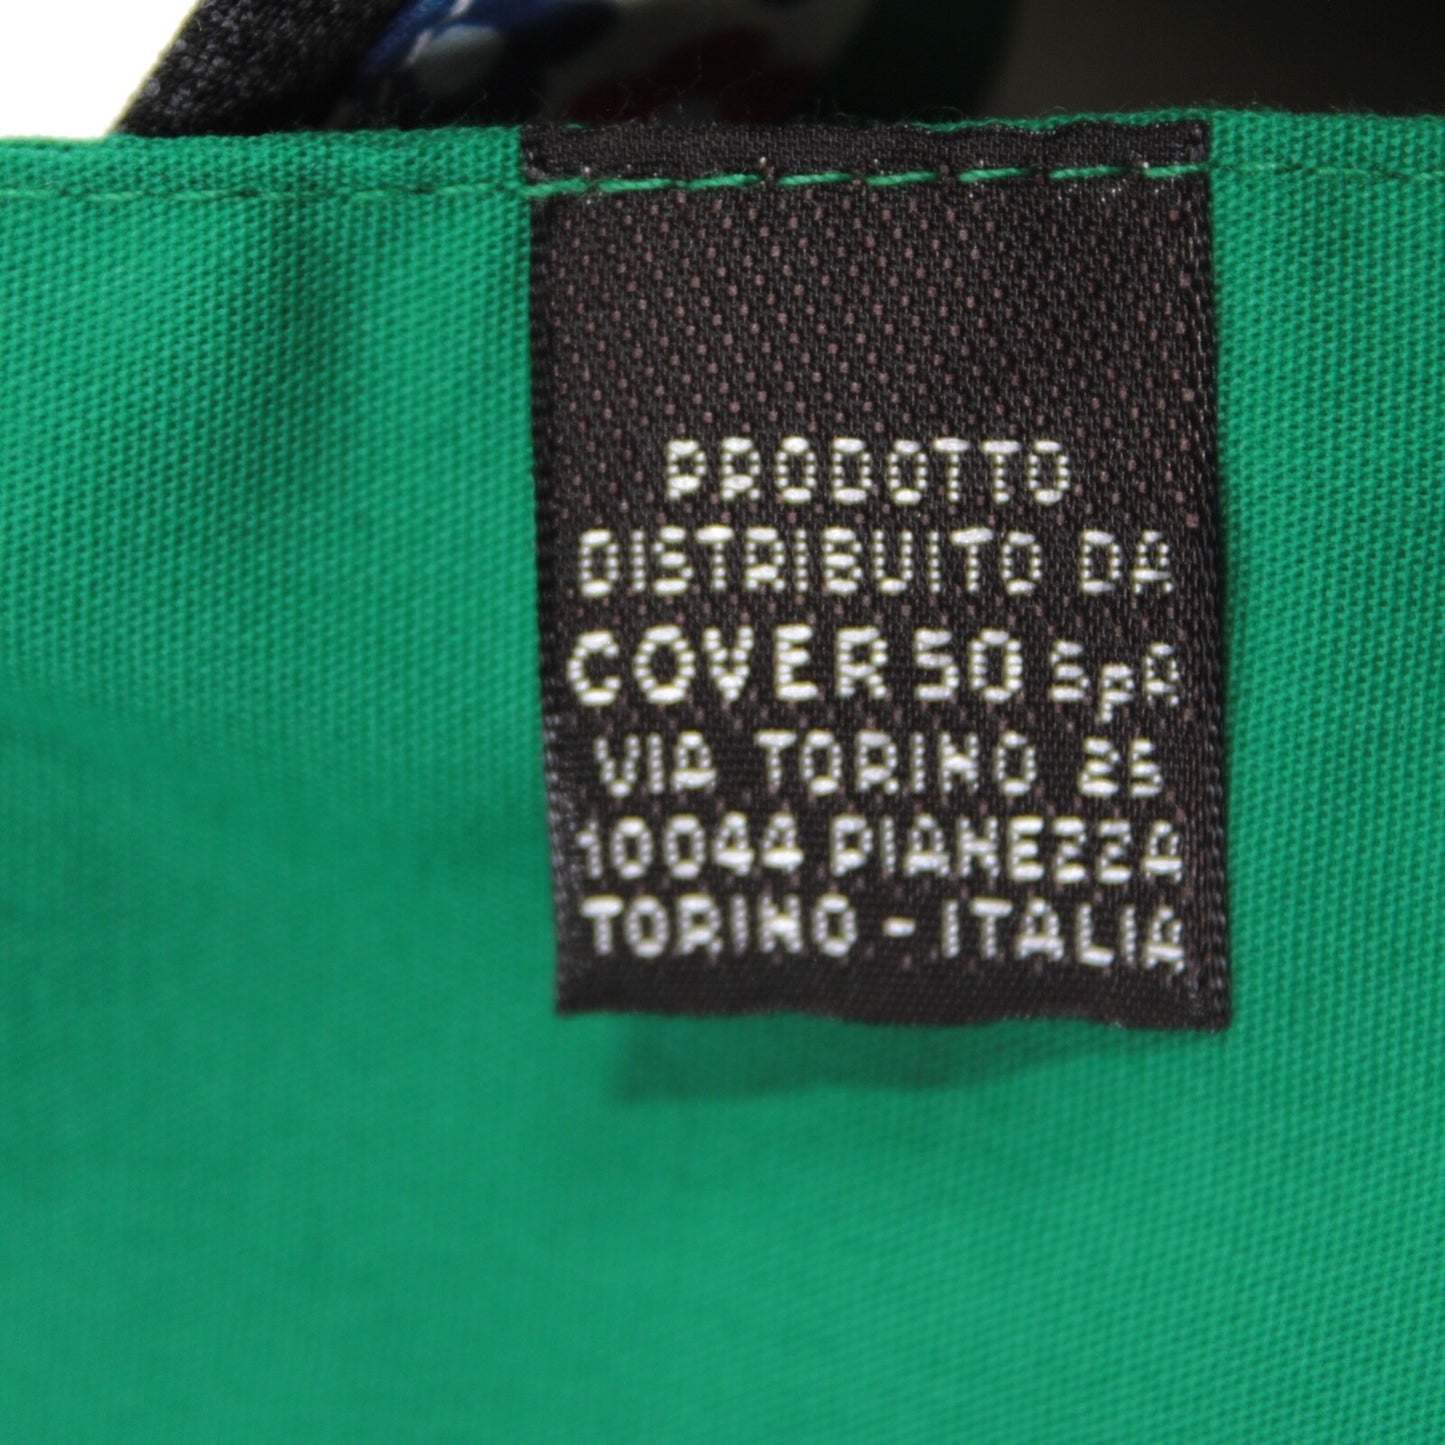 PRODOTTO
DISTRIBUITO DA
COVER 50 SpA
VIA TORINO 25
10044 PIANEZZA
TORINO - ITALIA